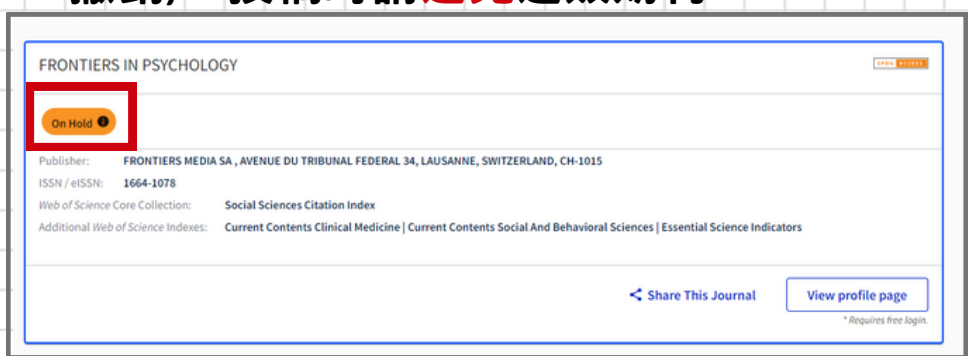 FRONTIERS IN PSYCHOLOGY
OPEN ACCESS
On Hold
Publisher: FRONTIERS MEDIA SA , AVENUE DU TRIBUNAL FEDERAL 34, LAUSANNE, SWITZERLAND, CH-1015
ISSN / eISSN: 1664-1078
Web of Science Core Collection: Social Sciences Citation Index
Additional Web of Science Indexes: Current Contents Clinical Medicine | Current Contents Social And Behavioral Sciences | Essential Science Indicators
Share This Journal
View profile page
* Requires free login.